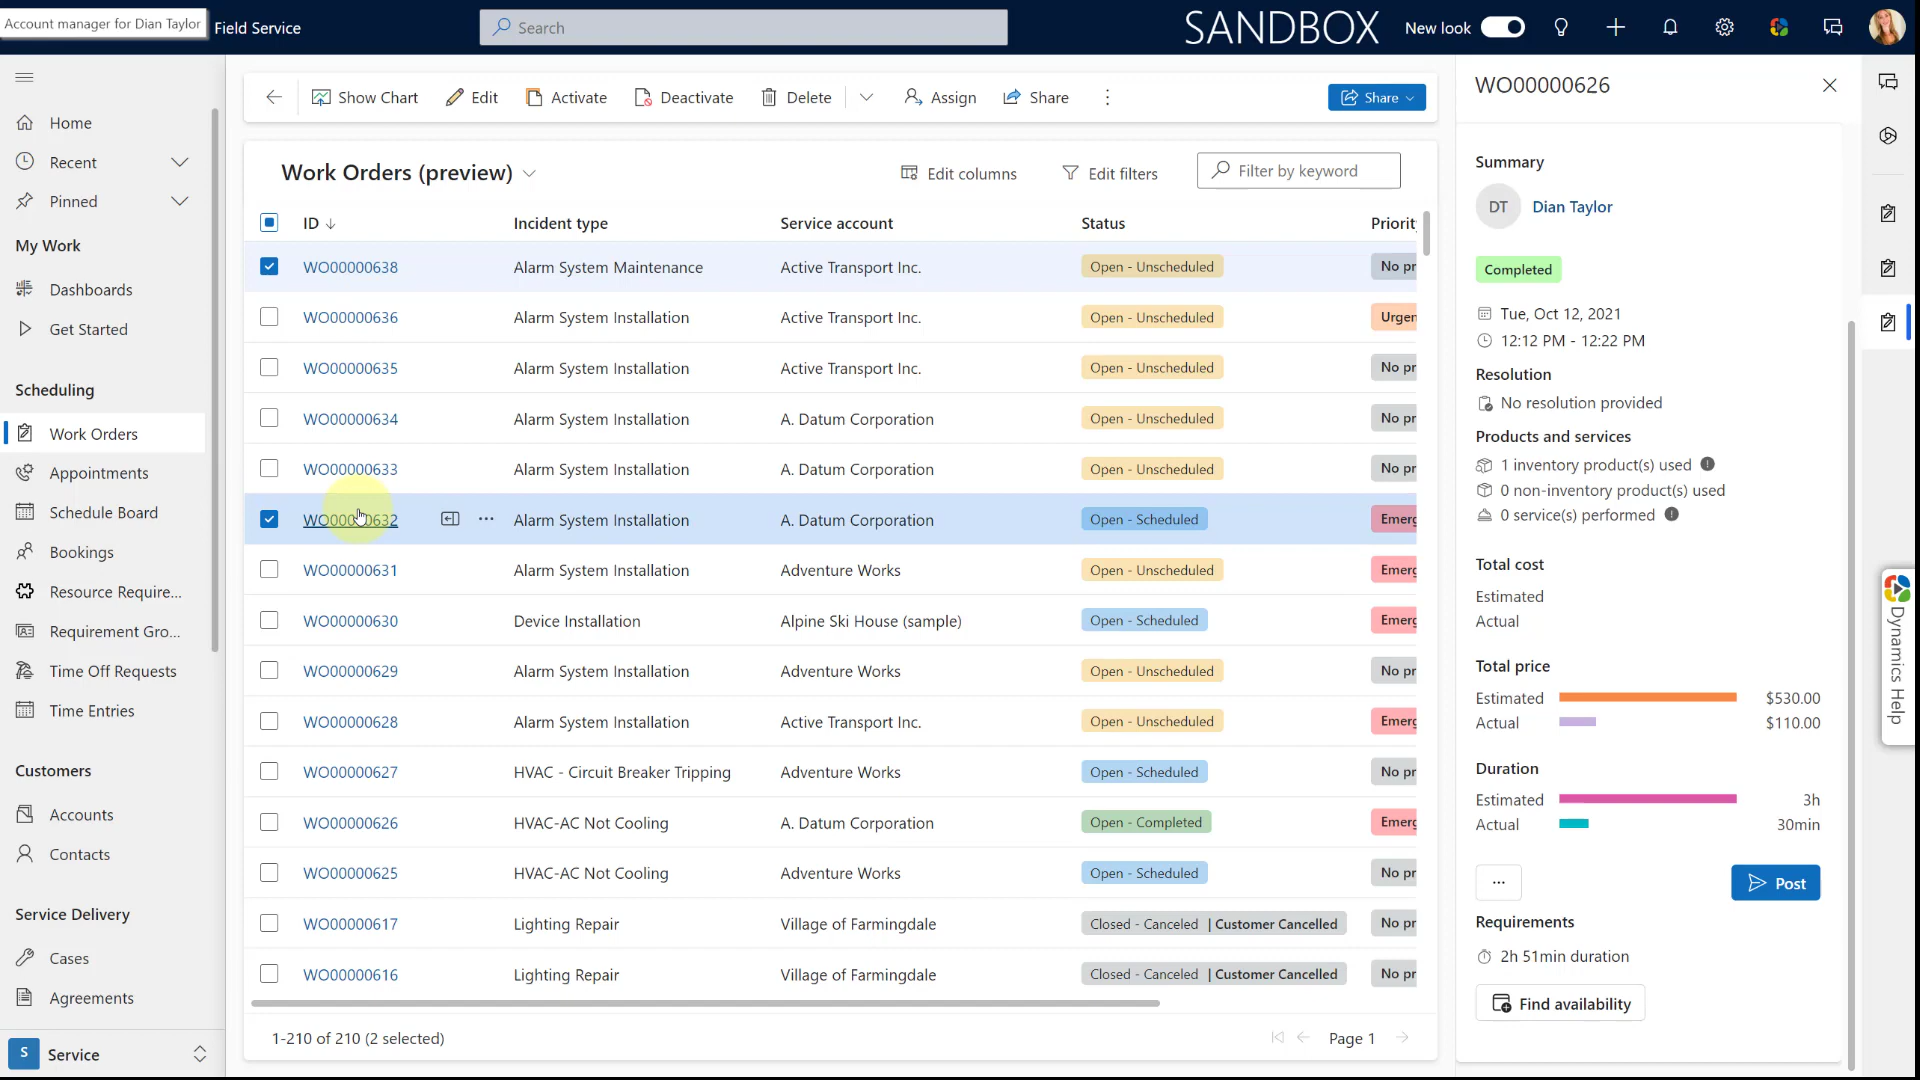 Account manager for Dian Taylor
Field Service
Search
SANDBOX
New look
Home
Recent
Pinned
My Work
Dashboards
Get Started
Scheduling
Work Orders
Appointments
Schedule Board
Bookings
Resource Require...
Requirement Gro...
Time Off Requests
Time Entries
Customers
Accounts
Contacts
Service Delivery
Cases
Agreements
S Service
Show Chart Edit Activate Deactivate Delete Assign Share Share
Work Orders (preview)
Edit columns Edit filters Filter by keyword
ID Incident type Service account Status Priorit
WO00000638 Alarm System Maintenance Active Transport Inc. Open - Unscheduled No pr
WO00000636 Alarm System Installation Active Transport Inc. Open - Unscheduled Urgen
WO00000635 Alarm System Installation Active Transport Inc. Open - Unscheduled No pr
WO00000634 Alarm System Installation A. Datum Corporation Open - Unscheduled No pr
WO00000633 Alarm System Installation A. Datum Corporation Open - Unscheduled No pr
WO00000632 ... Alarm System Installation A. Datum Corporation Open - Scheduled Emerg
WO00000631 Alarm System Installation Adventure Works Open - Unscheduled Emerg
WO00000630 Device Installation Alpine Ski House (sample) Open - Scheduled Emerg
WO00000629 Alarm System Installation Adventure Works Open - Unscheduled No pr
WO00000628 Alarm System Installation Active Transport Inc. Open - Unscheduled Emerg
WO00000627 HVAC - Circuit Breaker Tripping Adventure Works Open - Scheduled No pr
WO00000626 HVAC-AC Not Cooling A. Datum Corporation Open - Completed Emerg
WO00000625 HVAC-AC Not Cooling Adventure Works Open - Scheduled No pr
WO00000617 Lighting Repair Village of Farmingdale Closed - Canceled | Customer Cancelled No pr
WO00000616 Lighting Repair Village of Farmingdale Closed - Canceled | Customer Cancelled No pr
1-210 of 210 (2 selected)
Page 1
WO00000626
Summary
DT Dian Taylor
Completed
Tue, Oct 12, 2021
12:12 PM - 12:22 PM
Resolution
No resolution provided
Products and services
1 inventory product(s) used
0 non-inventory product(s) used
0 service(s) performed
Total cost
Estimated
Actual
Total price
Estimated $530.00
Actual $110.00
Duration
Estimated 3h
Actual 30min
... Post
Requirements
2h 51min duration
Find availability
Dynamics Help